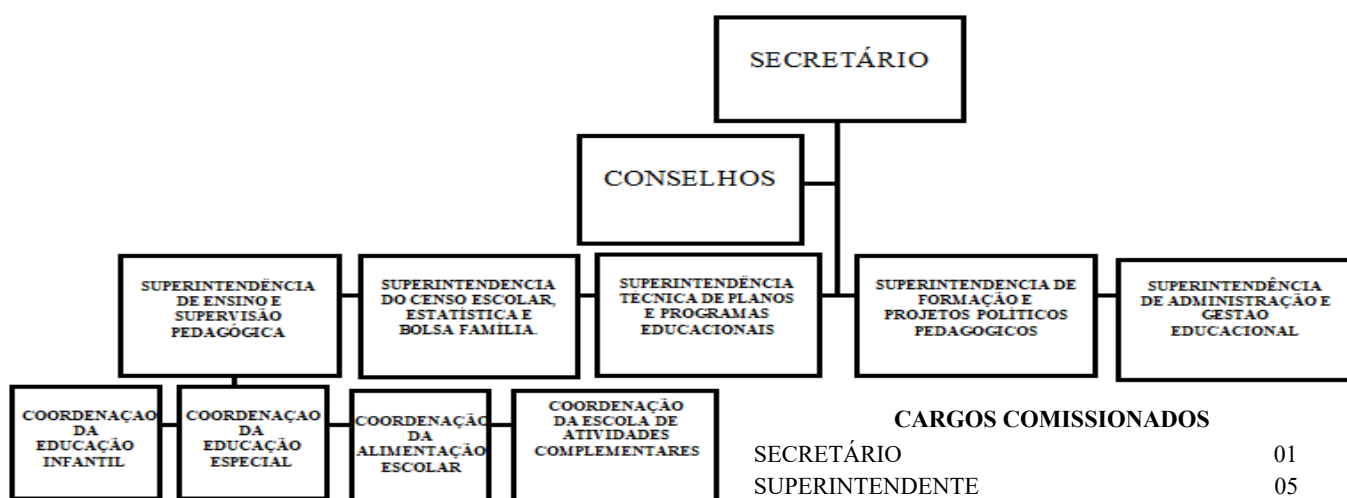 SECRETÁRIO
CONSELHOS
SUPERINTENDÊNCIA
DE ENSINO E
SUPERVISÃO
PEDAGÓGICA
SUPERINTENDENCIA
DO CENSO ESCOLAR,
ESTATÍSTICA E
BOLSA FAMÍLIA.
SUPERINTENDÊNCIA
TÉCNICA DE PLANOS
E PROGRAMAS
EDUCACIONAIS
SUPERINTENDENCIA DE
FORMAÇÃO E
PROJETOS POLÍTICOS
PEDAGOGICOS
SUPERINTENDÊNCIA
DE ADMINISTRAÇÃO E
GESTAO
EDUCACIONAL
COORDENAÇAO
DA
EDUCAÇÃO
INFANTIL
COORDENAÇAO
DA
EDUCAÇÃO
ESPECIAL
COORDENAÇÃO
DA
ALIMENTAÇÃO
ESCOLAR
COORDENAÇÃO
DA ESCOLA DE
ATIVIDADES
COMPLEMENTARES
CARGOS COMISSIONADOS
SECRETÁRIO 01
SUPERINTENDENTE 05